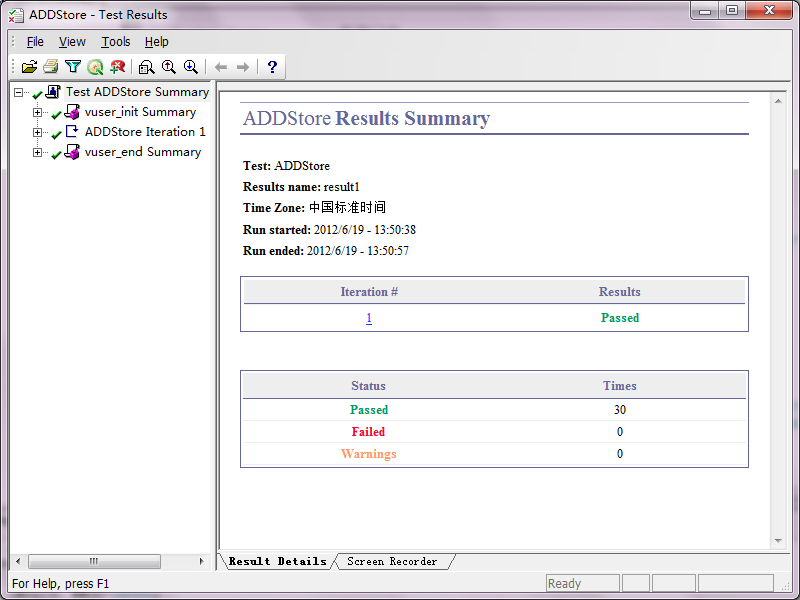 ADDStore - Test Results
File View Tools Help
?
Test ADDStore Summary
vuser_init Summary
ADDStore Iteration 1
vuser_end Summary
ADDStore Results Summary
Test: ADDStore
Results name: result1
Time Zone: 中国标准时间
Run started: 2012/6/19 - 13:50:38
Run ended: 2012/6/19 - 13:50:57
Iteration # Results
1 Passed
Status Times
Passed 30
Failed 0
Warnings 0
Result Details Screen Recorder
For Help, press F1 Ready